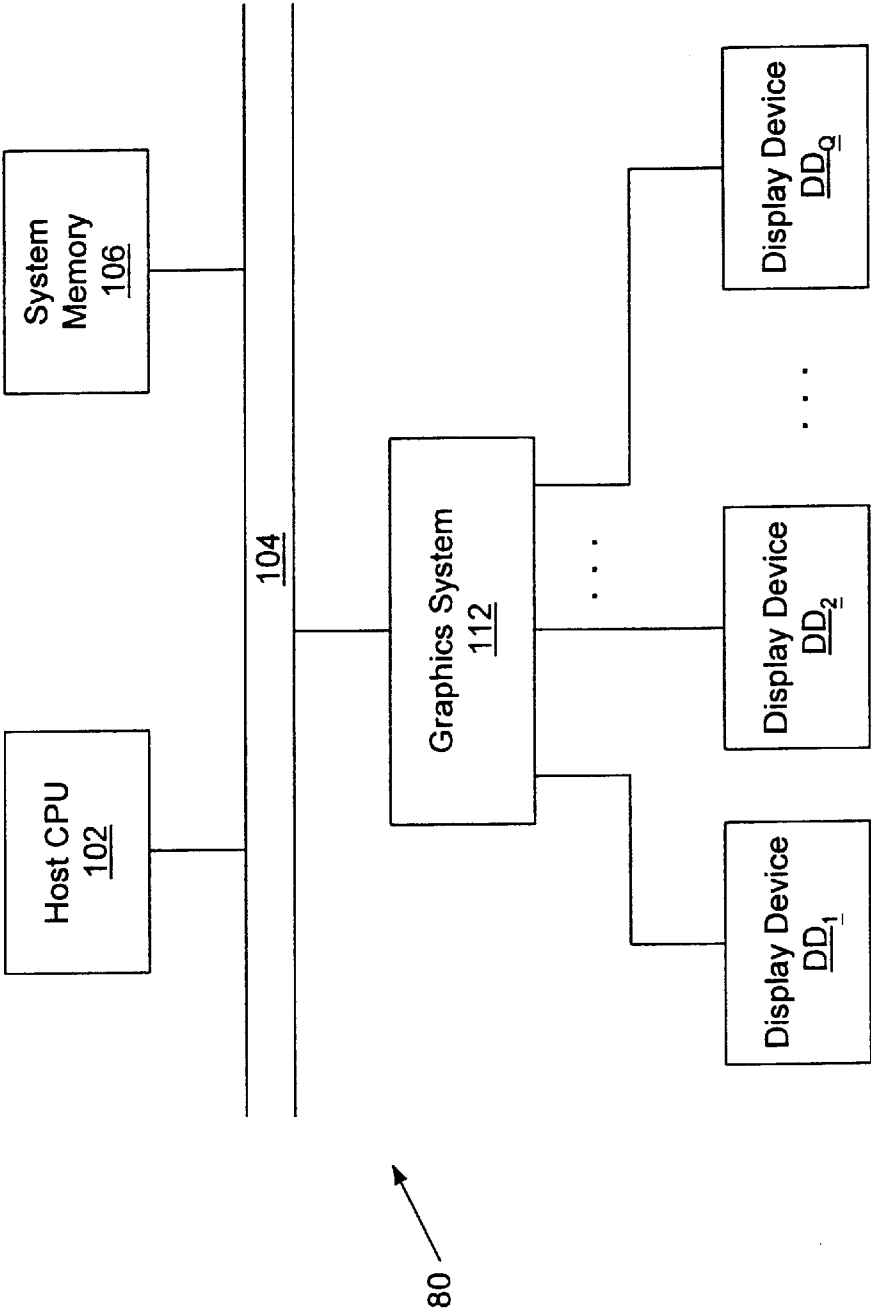 Host CPU
102
System
Memory
106
104
Graphics System
112
. . .
Display Device
DD1
Display Device
DD2
. . .
Display Device
DDQ
80